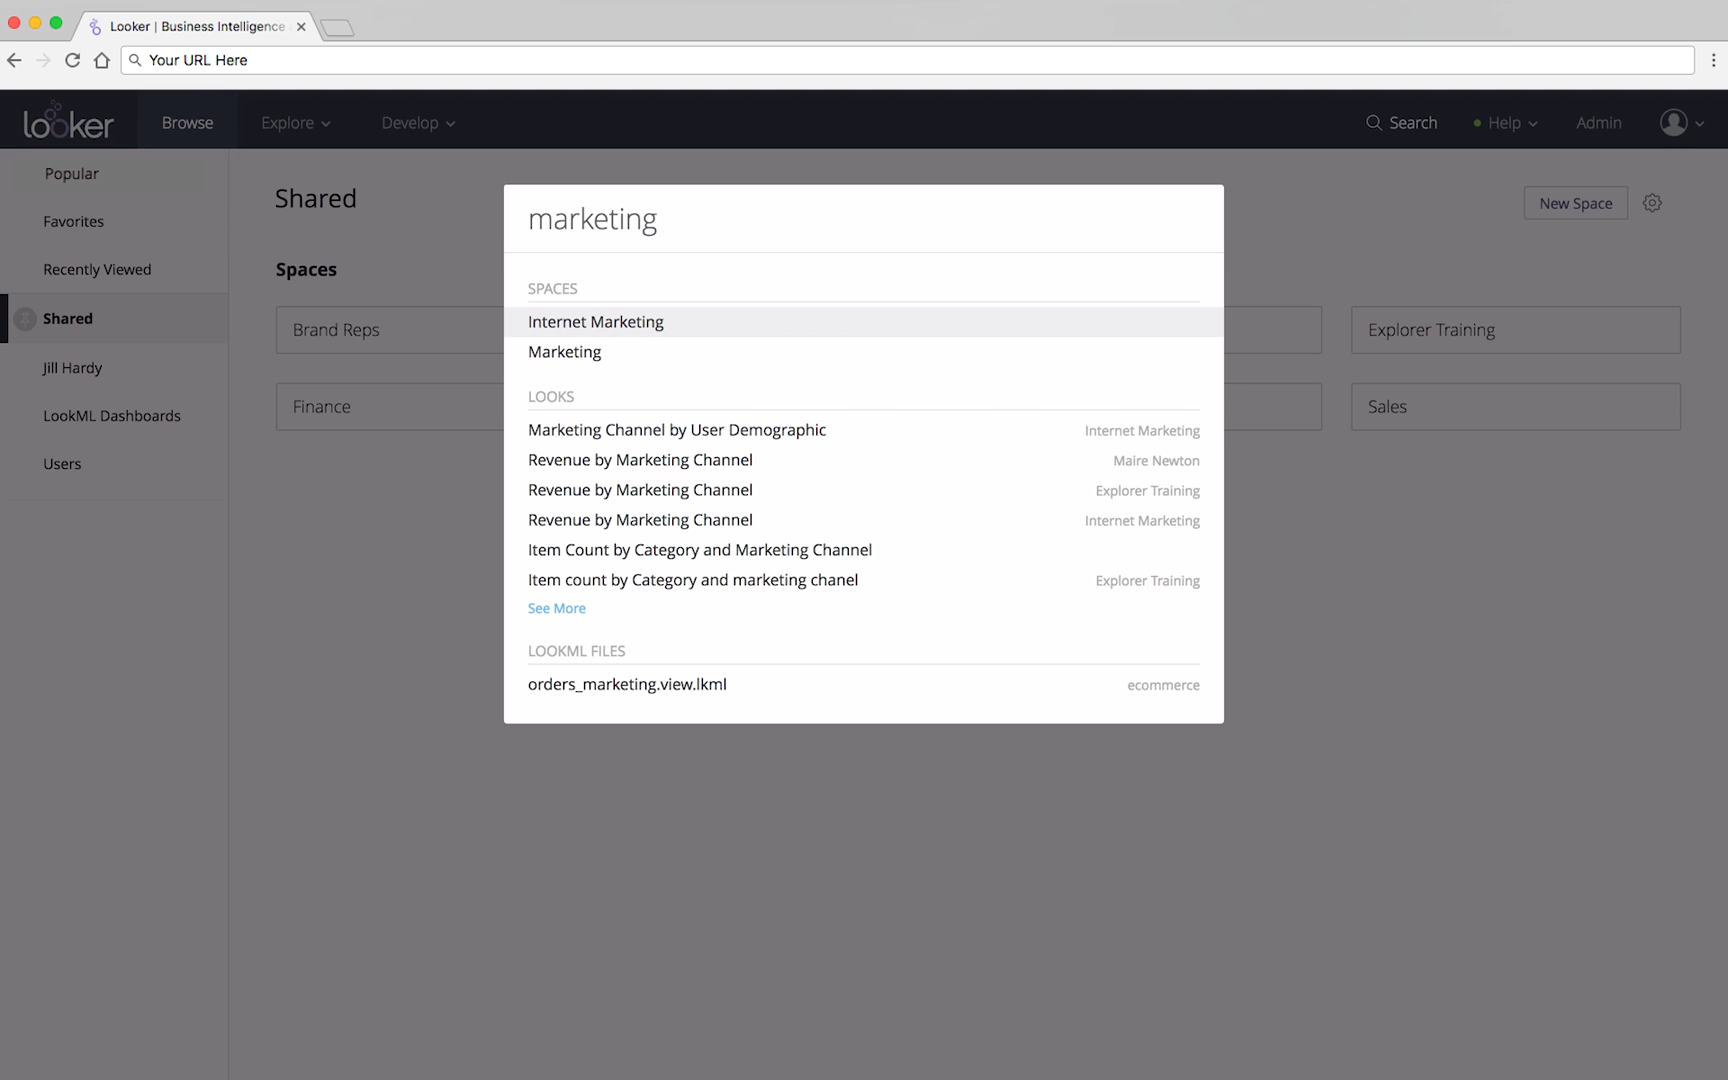 Looker | Business Intelligence
Your URL Here
looker
Browse
Explore
Develop
Search
Help
Admin
Popular
Favorites
Recently Viewed
Shared
Jill Hardy
LookML Dashboards
Users
Shared
New Space
Spaces
Brand Reps
Explorer Training
Finance
Sales
marketing
SPACES
Internet Marketing
Marketing
LOOKS
Marketing Channel by User Demographic Internet Marketing
Revenue by Marketing Channel Maire Newton
Revenue by Marketing Channel Explorer Training
Revenue by Marketing Channel Internet Marketing
Item Count by Category and Marketing Channel
Item count by Category and marketing chanel Explorer Training
See More
LOOKML FILES
orders_marketing.view.lkml ecommerce